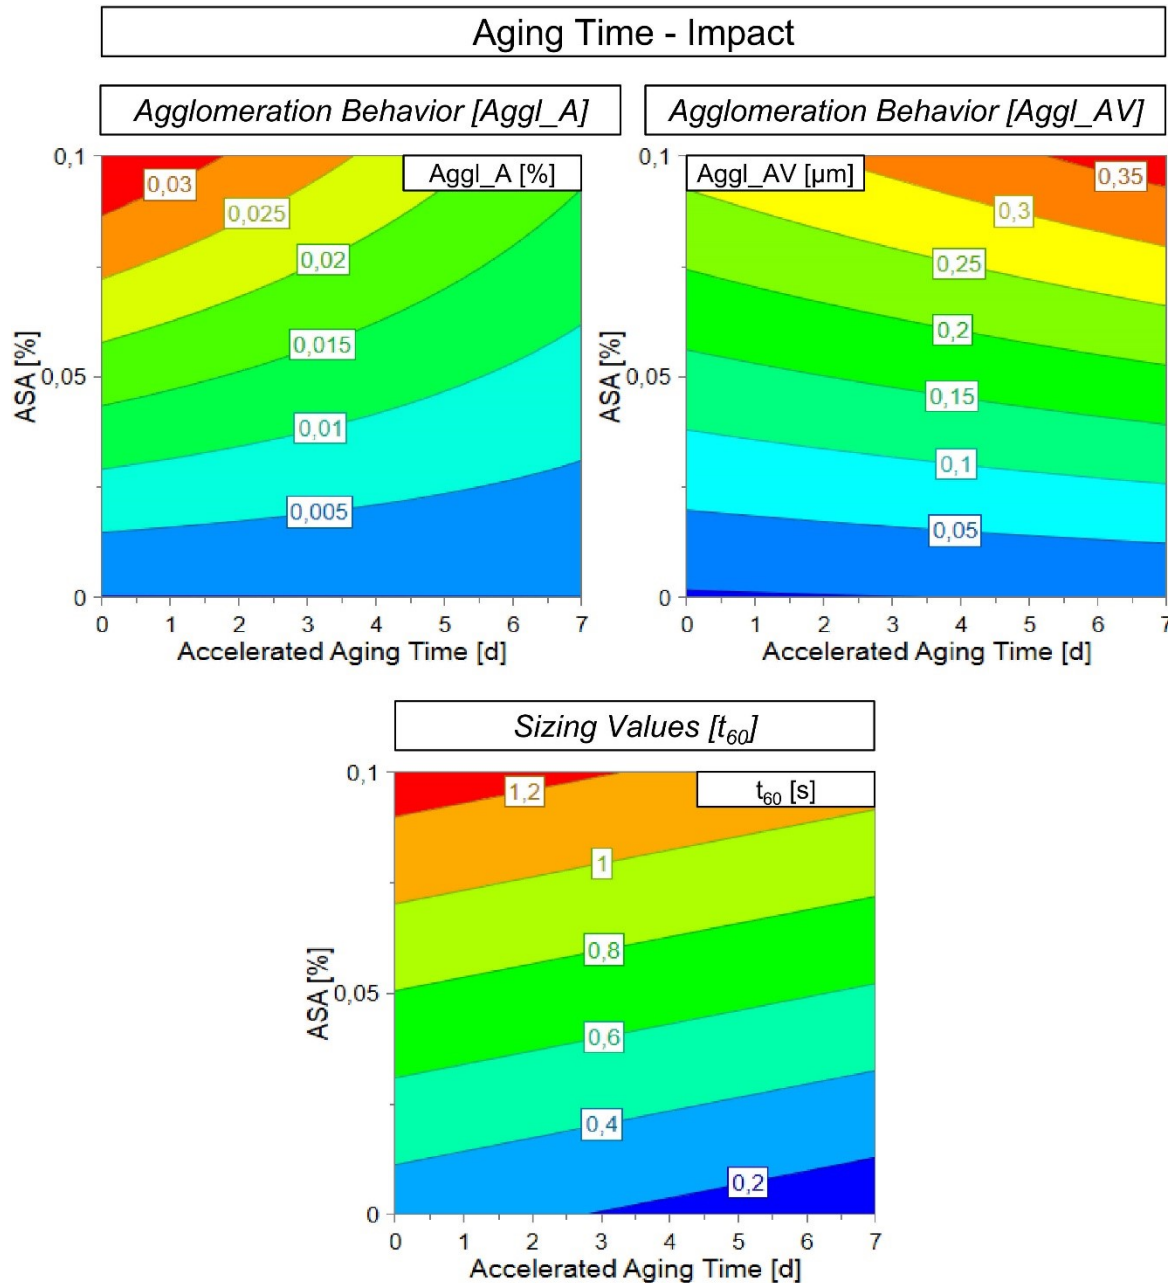 Aging Time - Impact
Agglomeration Behavior [Aggl_A]
Agglomeration Behavior [Aggl_AV]
0,1
Aggl_A [%]
0,03
0,025
0,02
0,015
0,01
0,005
ASA [%]
0,05
0
0 1 2 3 4 5 6 7
Accelerated Aging Time [d]
0,1
Aggl_AV [µm]
0,35
0,3
0,25
0,2
0,15
0,1
0,05
ASA [%]
0,05
0
0 1 2 3 4 5 6 7
Accelerated Aging Time [d]
Sizing Values [t60]
0,1
t60 [s]
1,2
1
0,8
0,6
0,4
0,2
ASA [%]
0,05
0
0 1 2 3 4 5 6 7
Accelerated Aging Time [d]